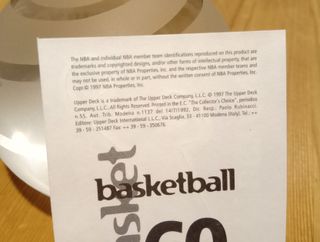 The NBA and individual NBA member team identifications reproduced on this product are
trademarks and copyrighted designs, and/or other forms of intellectual property, that are
the exclusive property of NBA Properties, Inc. and the respective NBA member teams and
may not be used, in whole or in part, without the written consent of NBA Properties, Inc.
Copr.© 1997 NBA Properties, Inc.
Upper Deck is a trademark of The Upper Deck Company, L.L.C. © 1997 The Upper Deck
Company, L.L.C. All Rights Reserved. Printed in the E.C. "The Collector's Choice", periodico
n.55, Aut. Trib. Modena n.1137 del 14/7/1992, Dir. Resp.: Paolo Rubinacci.
Editore: Upper Deck International L.L.C., Via Scaglia, 33 - 41100 Modena (Italy). Tel.: ++
39 - 59 - 251487 Fax ++ 39 - 59-350676.
basketball
sket
60